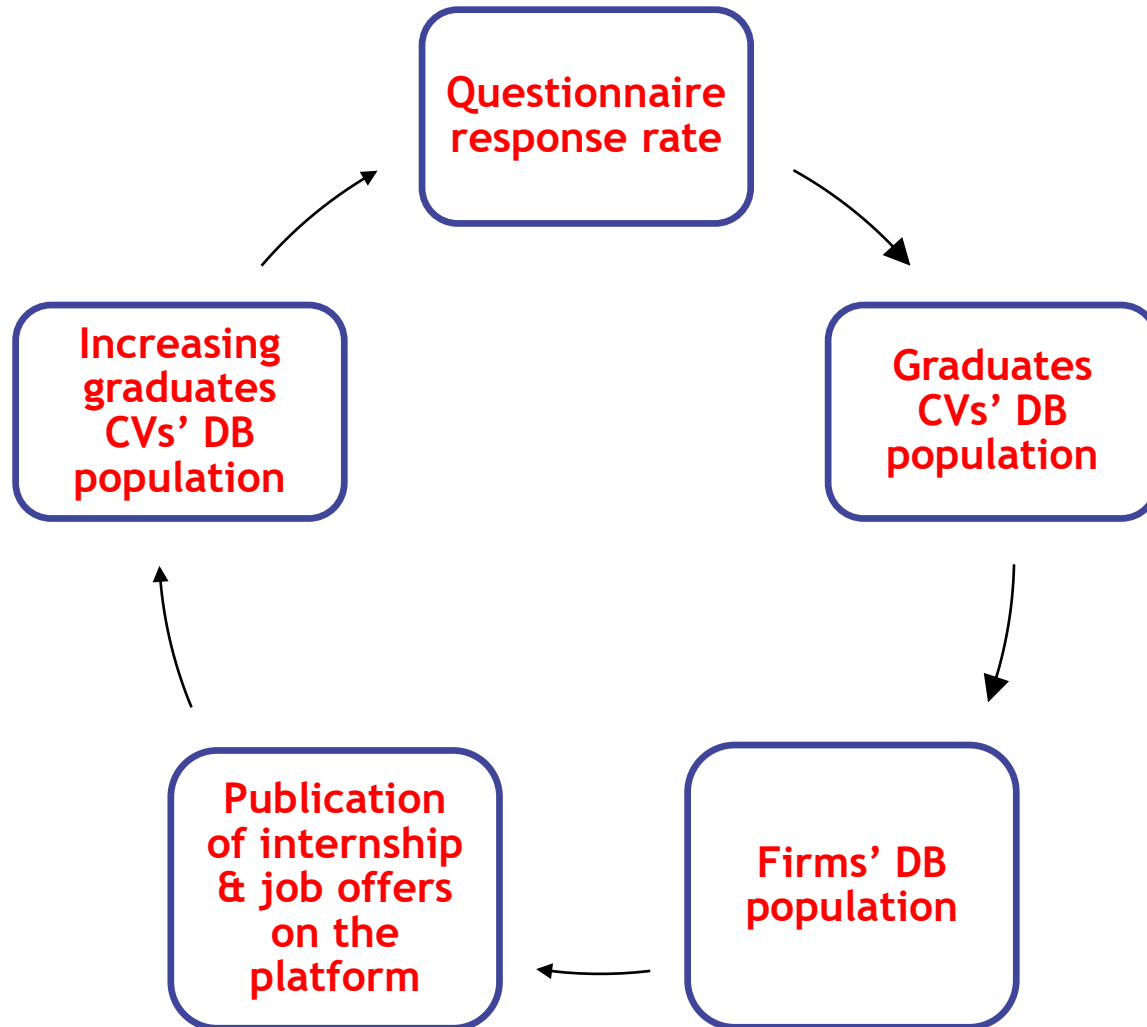 Questionnaire
response rate
Graduates
CVs’ DB
population
Firms’ DB
population
Publication
of internship
& job offers
on the
platform
Increasing
graduates
CVs’ DB
population